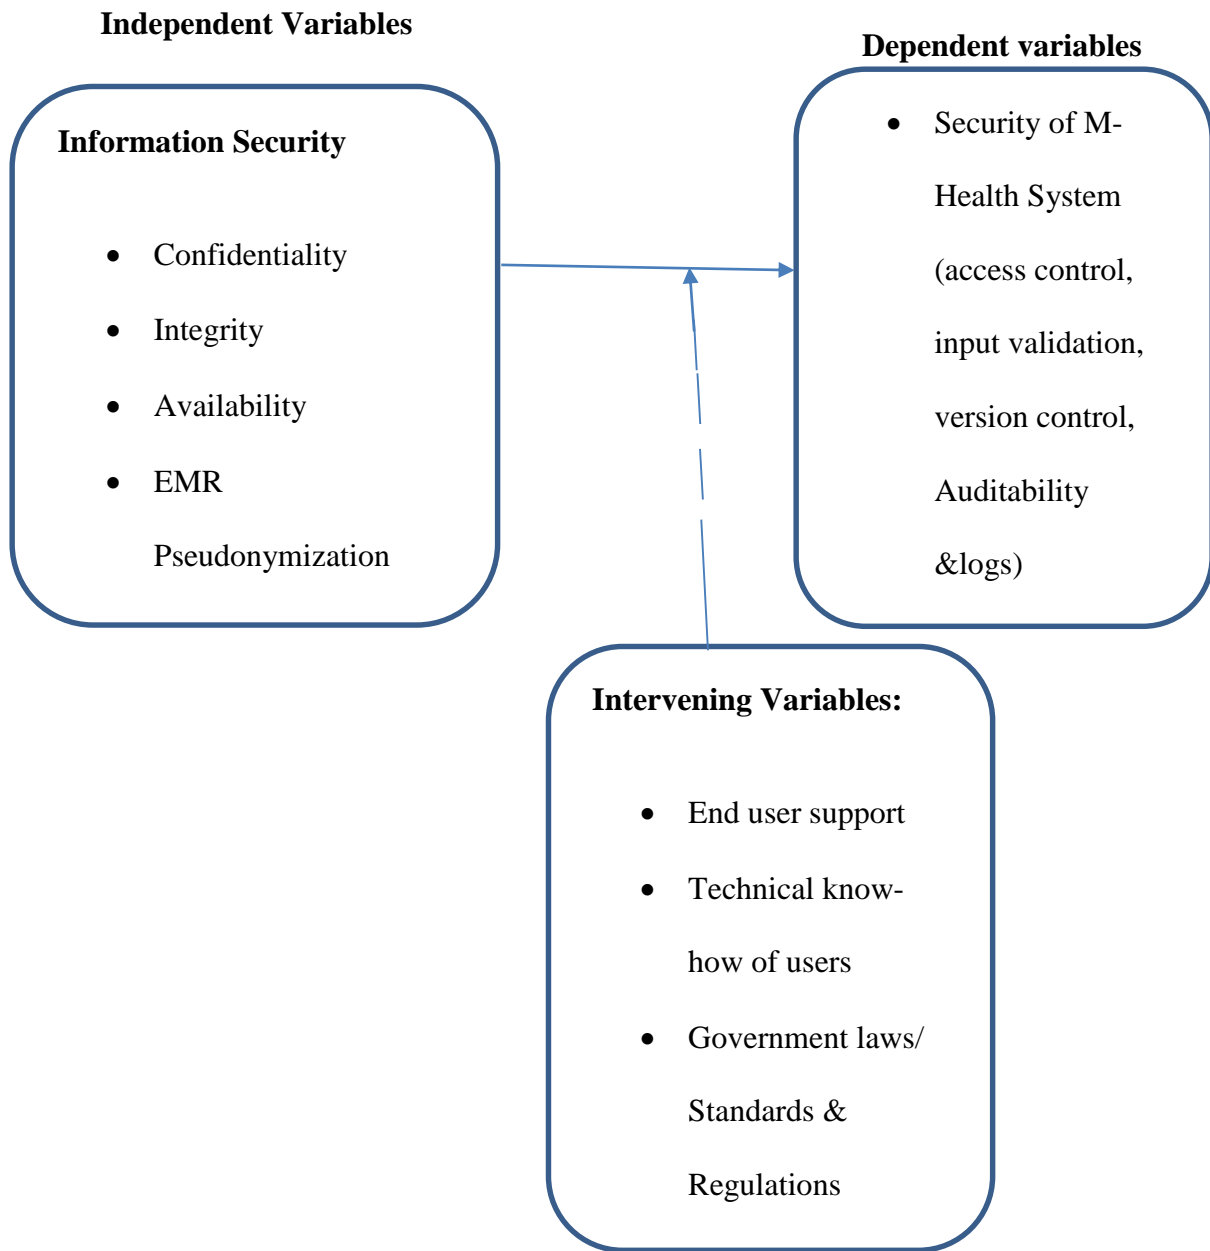 Independent Variables
Information Security
• Confidentiality
• Integrity
• Availability
• EMR
Pseudonymization
Dependent variables
• Security of M-
Health System
(access control,
input validation,
version control,
Auditability
&logs)
Intervening Variables:
• End user support
• Technical know-
how of users
• Government laws/
Standards &
Regulations